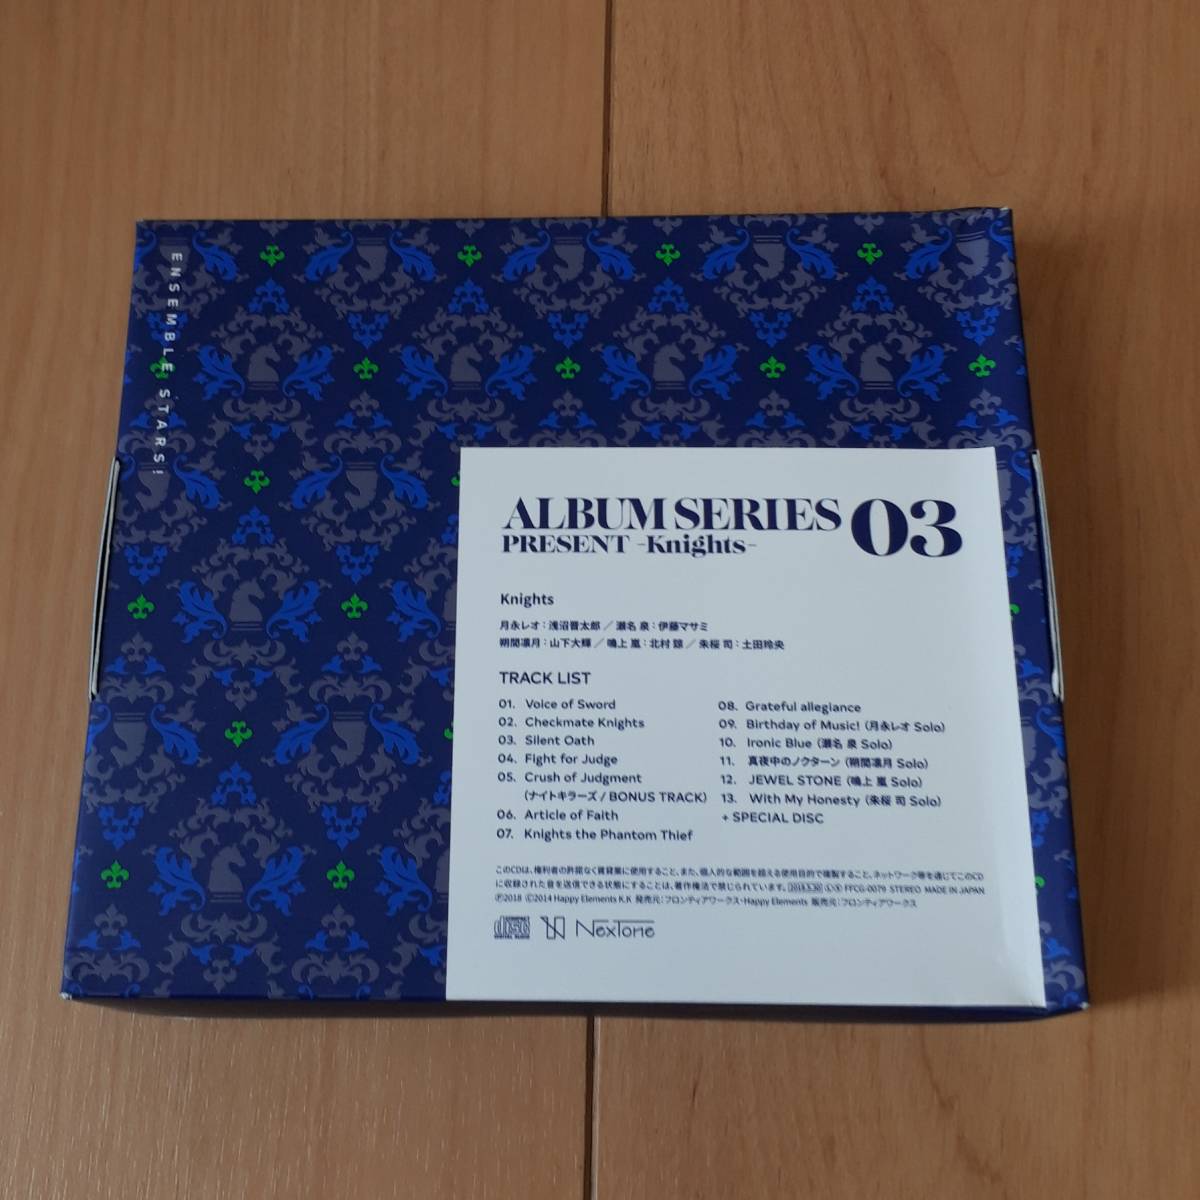 ENSEMBLE STARS!
ALBUM SERIES 03
PRESENT -Knights-
Knights
月永レオ：浅沼晋太郎／瀬名 泉：伊藤マサミ
朔間凛月：山下大輝／鳴上 嵐：北村 諒／朱桜 司：土田玲央
TRACK LIST
01. Voice of Sword
02. Checkmate Knights
03. Silent Oath
04. Fight for Judge
05. Crush of Judgment
(ナイトキラーズ / BONUS TRACK)
06. Article of Faith
07. Knights the Phantom Thief
08. Grateful allegiance
09. Birthday of Music! (月永レオ Solo)
10. Ironic Blue (瀬名 泉 Solo)
11. 真夜中のノクターン (朔間凛月 Solo)
12. JEWEL STONE (鳴上 嵐 Solo)
13. With My Honesty (朱桜 司 Solo)
+ SPECIAL DISC
このCDは、権利者の許諾なく賃貸業に使用すること、また、個人的な範囲を超える使用目的で複製すること、ネットワーク等を通じてこのCD
に収録された音を送信できる状態にすることは、著作権法で禁じられています。 2018.5.30 Ⓛ Ⓧ FFCG-0079 STEREO MADE IN JAPAN
Ⓟ2018 Ⓒ2014 Happy Elements K.K 発売元：フロンティアワークス・Happy Elements 販売元：フロンティアワークス
COMPACT disc DIGITAL AUDIO NexTone